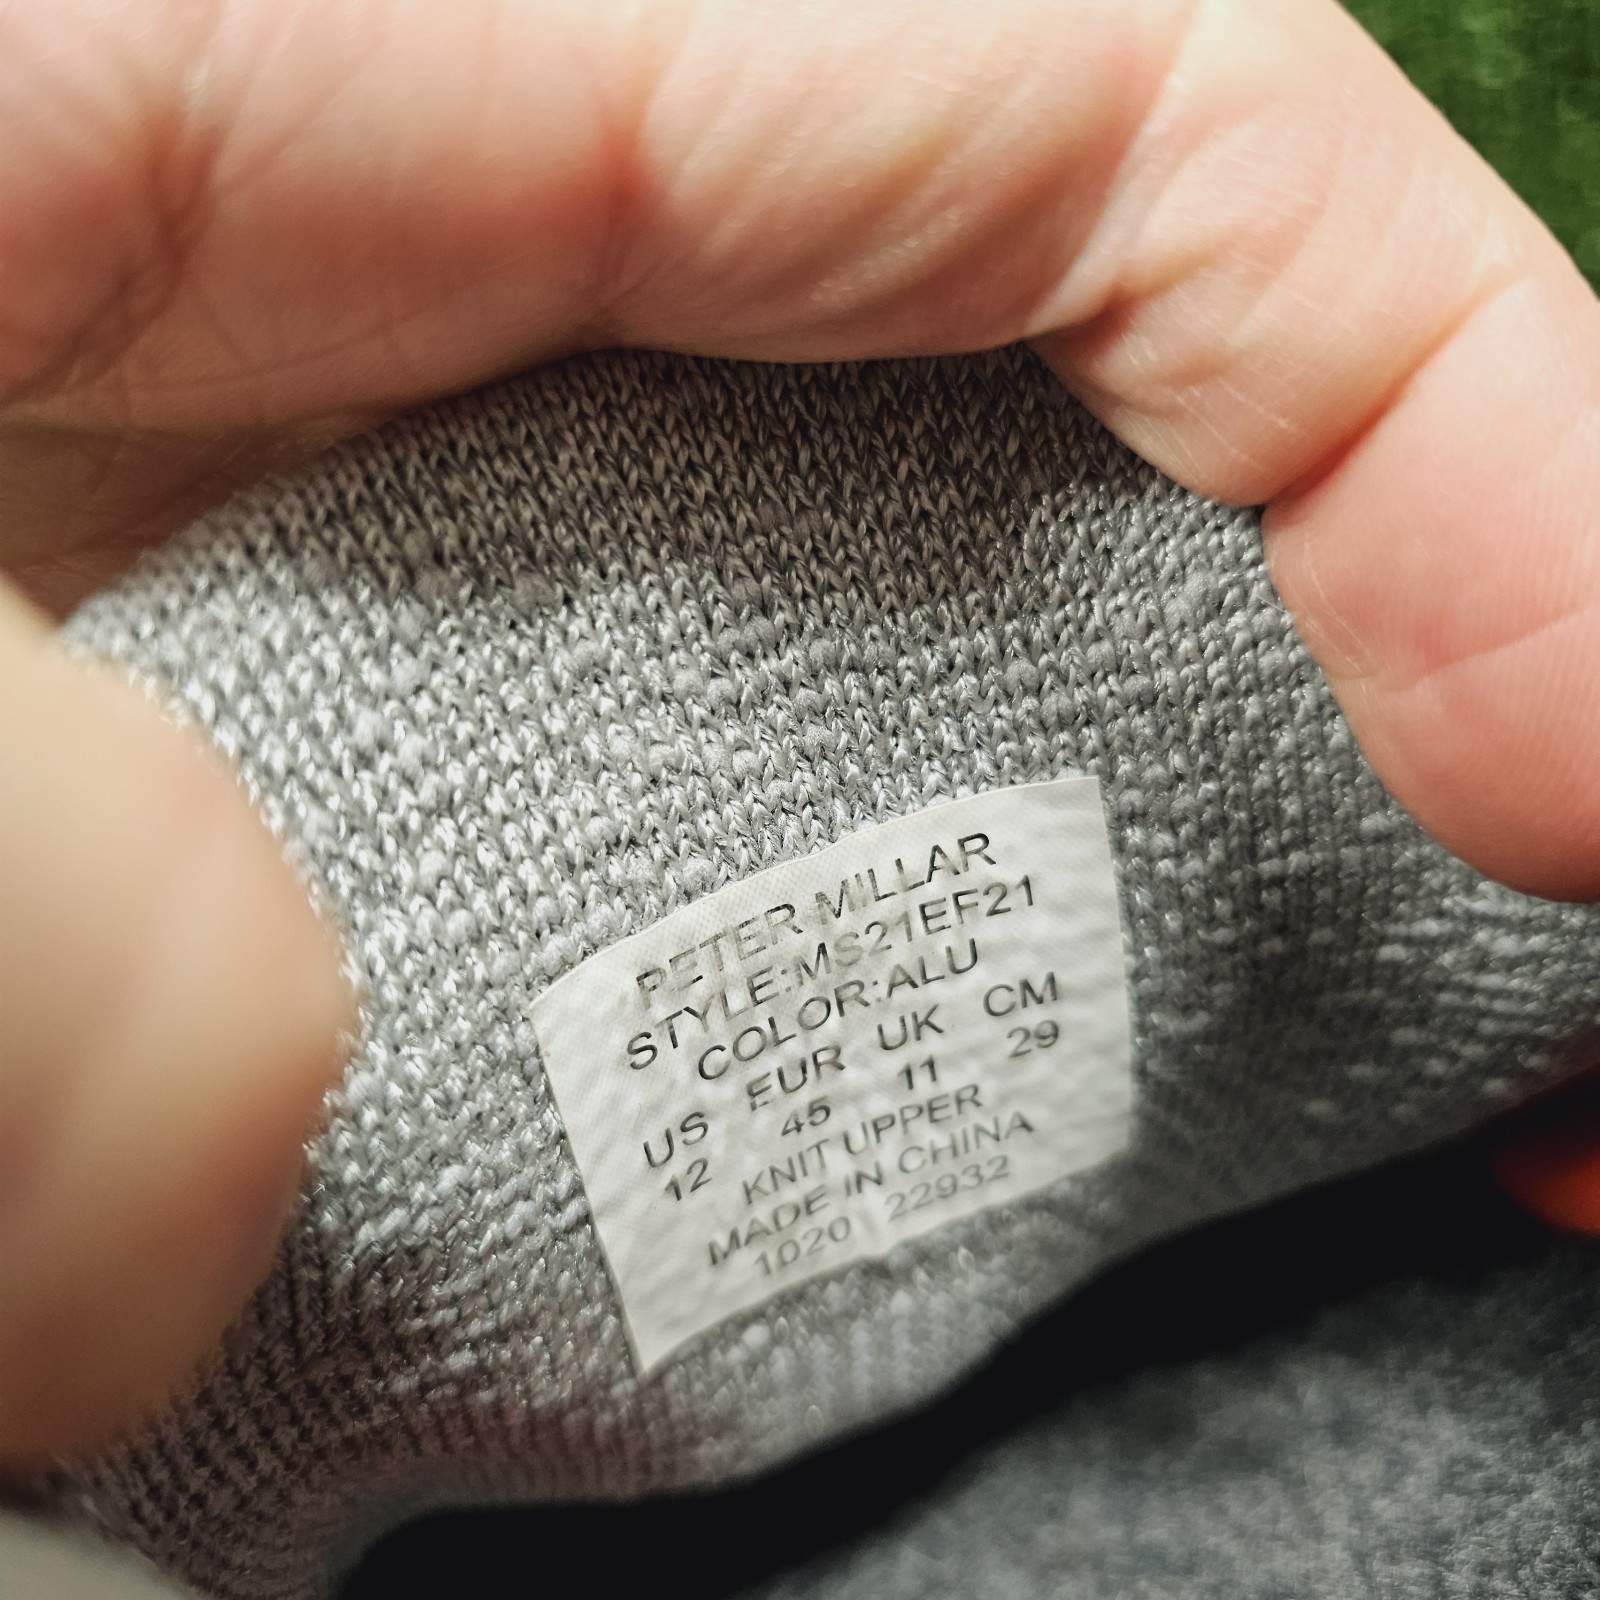 PETER MILLAR
STYLE:MS21EF21
COLOR:ALU
US EUR UK CM
12 45 11 29
KNIT UPPER
MADE IN CHINA
1020 22932